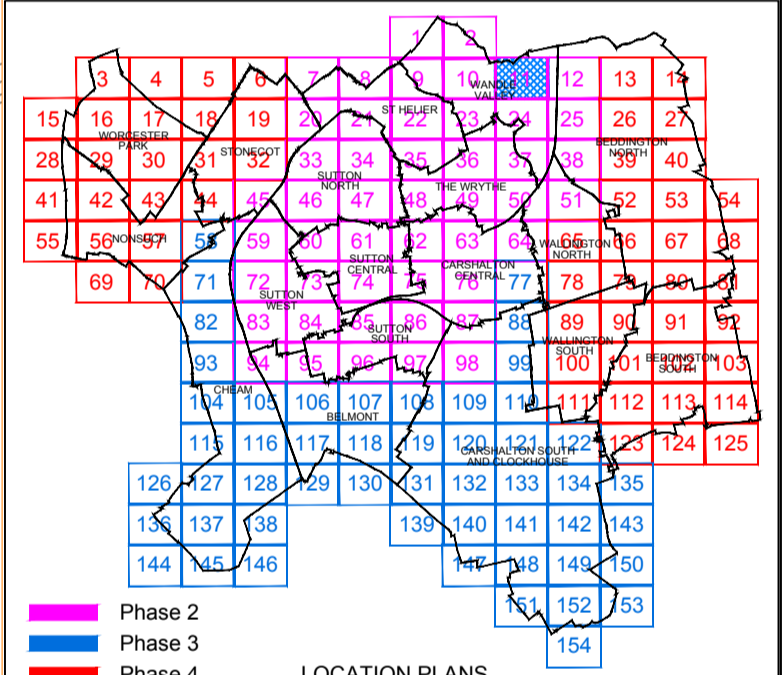 1 2
3 4 5 6 7 8 9 10 11 12 13 14
WANDLE
VALLEY
15 16 17 18 19 20 21 22 23 24 25 26 27
ST HELIER
WORCESTER
PARK
STONECOT
BEDDINGTON
NORTH
28 29 30 31 32 33 34 35 36 37 38 39 40
SUTTON
NORTH
THE WRYTHE
41 42 43 44 45 46 47 48 49 50 51 52 53 54
55 56 57 58 59 60 61 62 63 64 65 66 67 68
NONSUCH
WALLINGTON
NORTH
SUTTON
CENTRAL
CARSHALTON
CENTRAL
69 70 71 72 73 74 75 76 77 78 79 80 81
SUTTON
WEST
82 83 84 85 86 87 88 89 90 91 92
SUTTON
SOUTH
WALLINGTON
SOUTH
BEDDINGTON
SOUTH
93 94 95 96 97 98 99 100 101 102 103
CHEAM
104 105 106 107 108 109 110 111 112 113 114
BELMONT
115 116 117 118 119 120 121 122 123 124 125
CARSHALTON SOUTH
AND CLOCKHOUSE
126 127 128 129 130 131 132 133 134 135
136 137 138 139 140 141 142 143
144 145 146 147 148 149 150
151 152 153
154
Phase 2
Phase 3
Phase 4
LOCATION PLANS